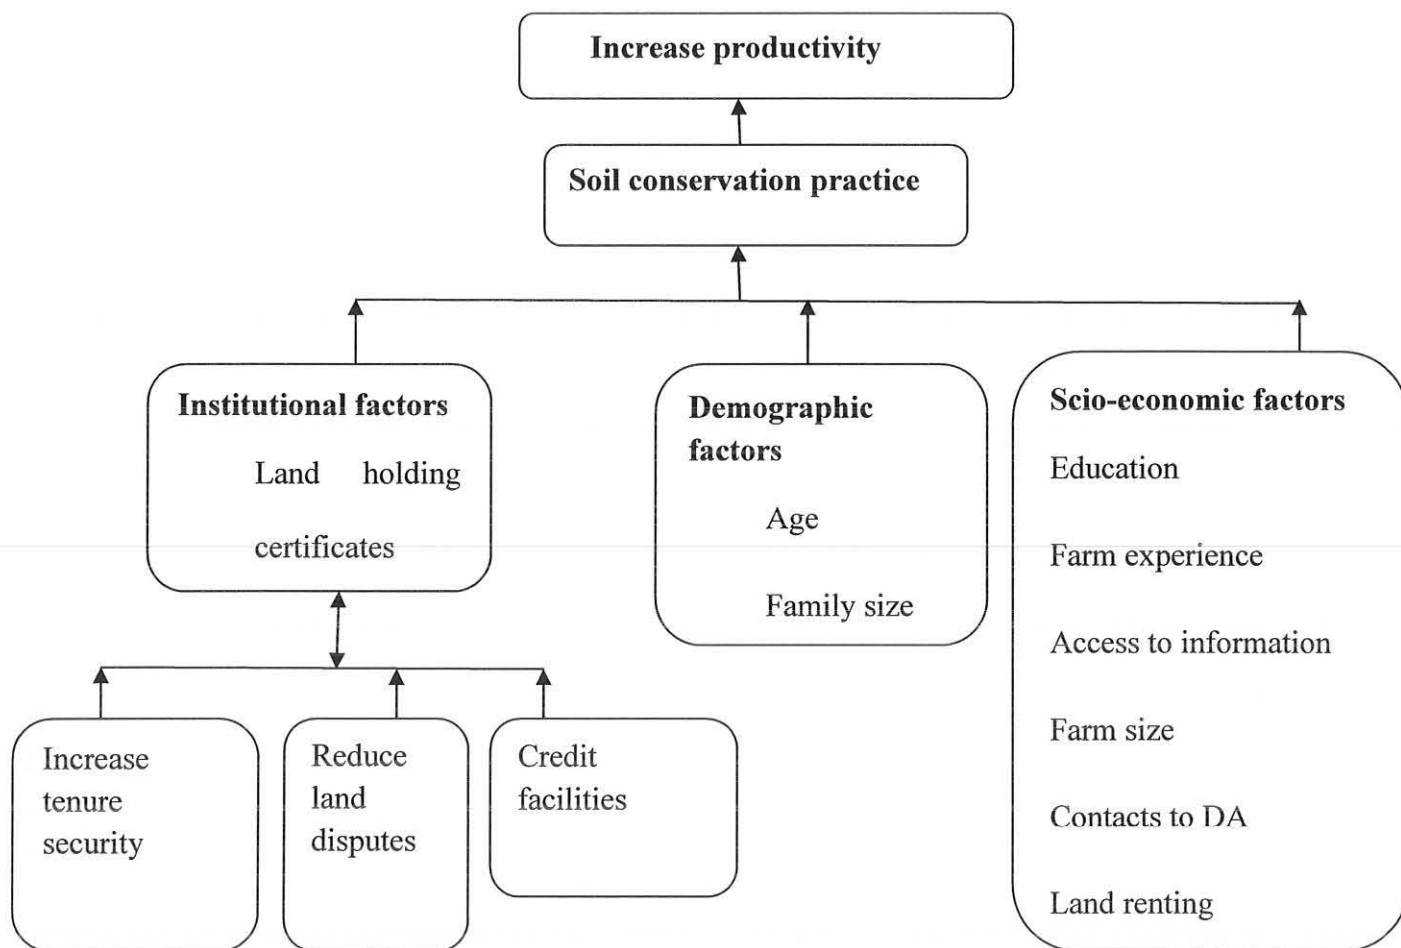 Increase productivity
Soil conservation practice
Institutional factors
Land holding
certificates
Demographic
factors
Age
Family size
Scio-economic factors
Education
Farm experience
Access to information
Farm size
Contacts to DA
Land renting
Increase
tenure
security
Reduce
land
disputes
Credit
facilities